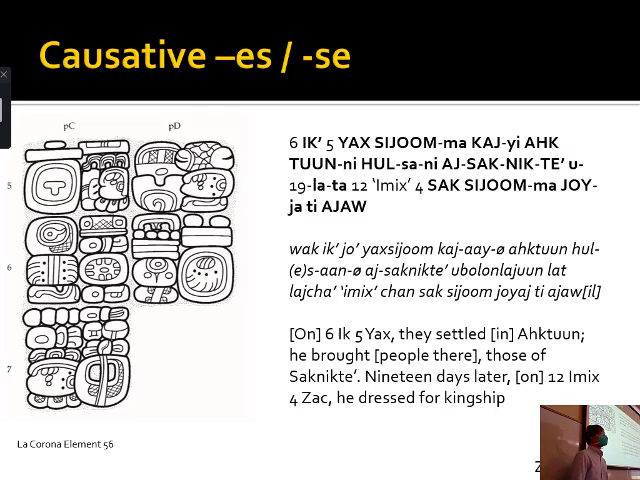 Causative –es / -se
pC pD
5
6
7
6 IK’ 5 YAX SIJOOM-ma KAJ-yi AHK
TUUN-ni HUL-sa-ni AJ-SAK-NIK-TE’ u-
19-la-ta 12 ‘Imix’ 4 SAK SIJOOM-ma JOY-
ja ti AJAW
wak ik’ jo’ yaxsijoom kaj-aay-ø ahktuun hul-
(e)s-aan-ø aj-saknikte’ ubolonlajuun lat
lajcha’ ‘imix’ chan sak sijoom joyaj ti ajaw[il]
[On] 6 Ik 5 Yax, they settled [in] Ahktuun;
he brought [people there], those of
Saknikte’. Nineteen days later, [on] 12 Imix
4 Zac, he dressed for kingship
La Corona Element 56